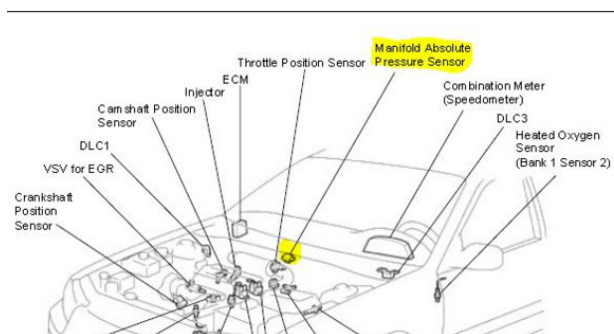 Manifold Absolute
Pressure Sensor
Throttle Position Sensor
ECM
Injector
Combination Meter
(Speedometer)
Camshaft Position
Sensor
DLC3
Heated Oxygen
Sensor
(Bank 1 Sensor 2)
DLC1
VSV for EGR
Crankshaft
Position
Sensor